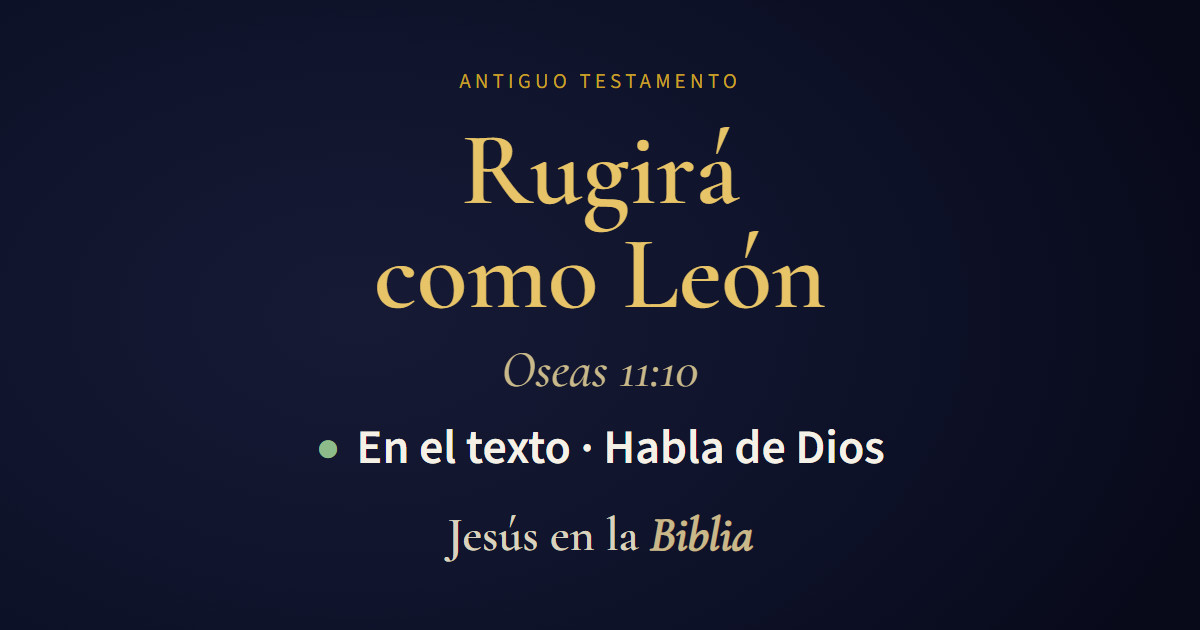 ANTIGUO TESTAMENTO
Rugirá
como León
Oseas 11:10
● En el texto · Habla de Dios
Jesús en la Biblia